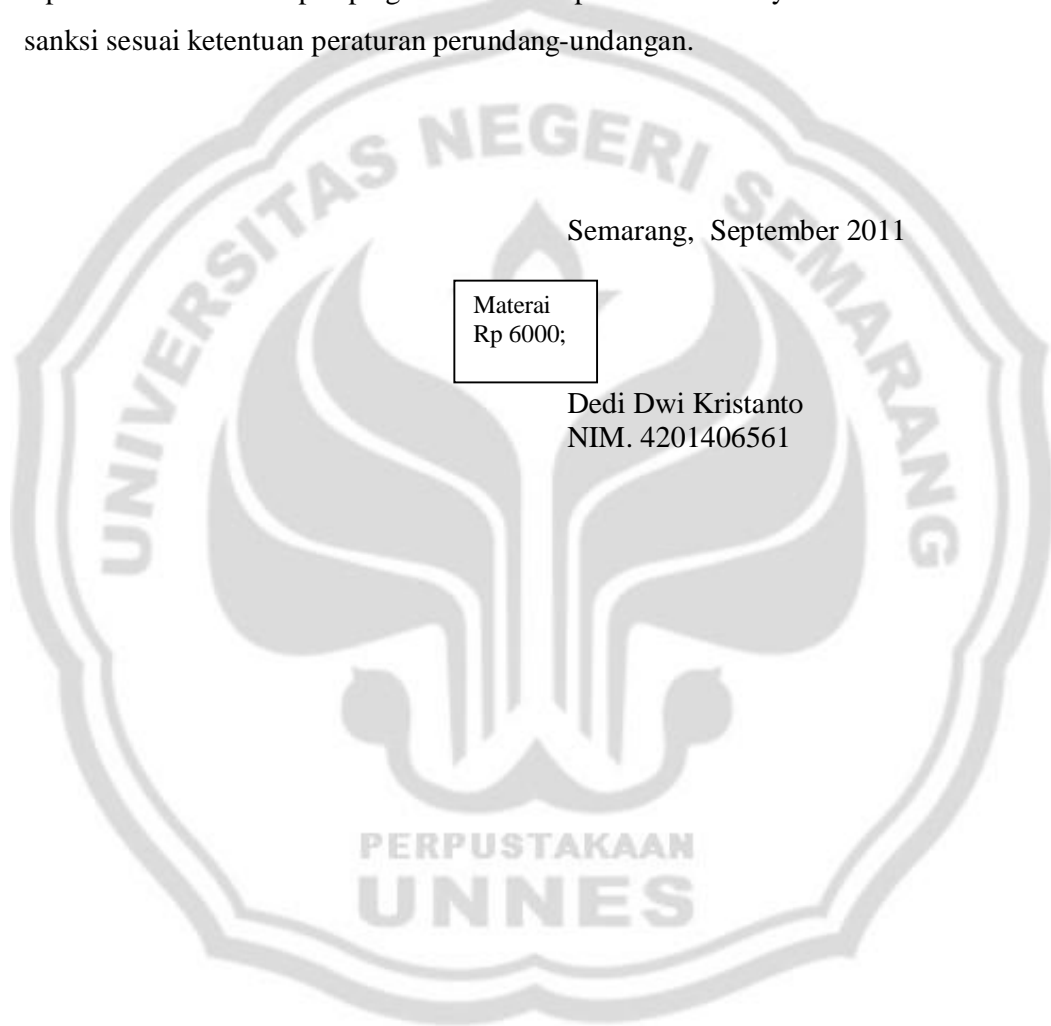 sanksi sesuai ketentuan peraturan perundang-undangan.
UNIVERSITAS NEGERI SEMARANG
Semarang, September 2011
Materai
Rp 6000;
Dedi Dwi Kristanto
NIM. 4201406561
PERPUSTAKAAN
UNNES